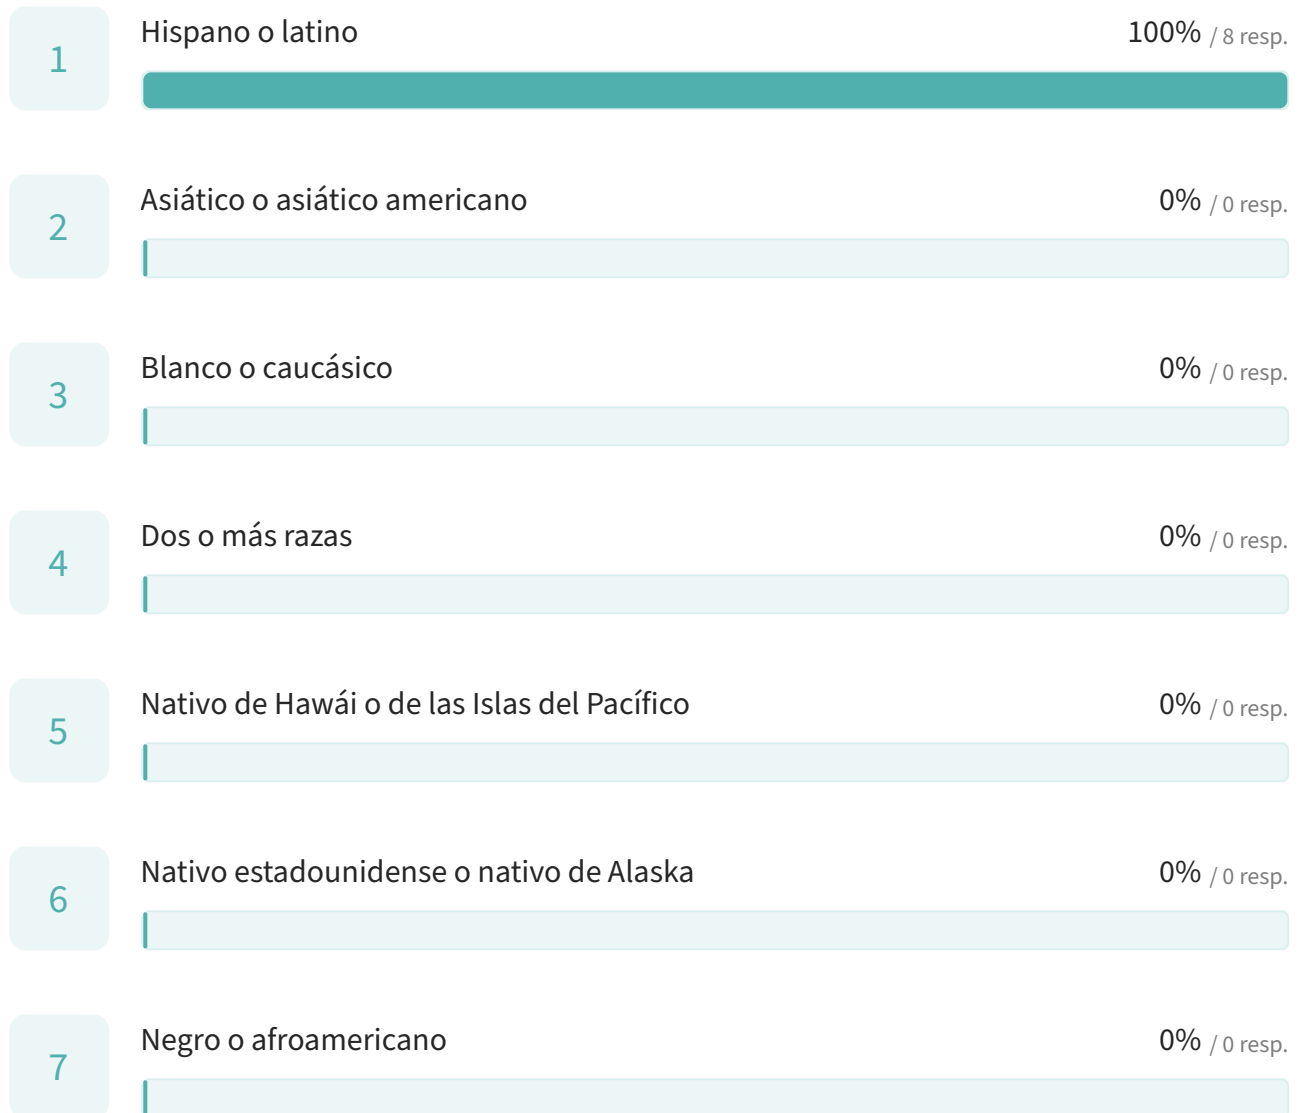 1
Hispano o latino
100% / 8 resp.
2
Asiático o asiático americano
0% / 0 resp.
3
Blanco o caucásico
0% / 0 resp.
4
Dos o más razas
0% / 0 resp.
5
Nativo de Hawái o de las Islas del Pacífico
0% / 0 resp.
6
Nativo estadounidense o nativo de Alaska
0% / 0 resp.
7
Negro o afroamericano
0% / 0 resp.